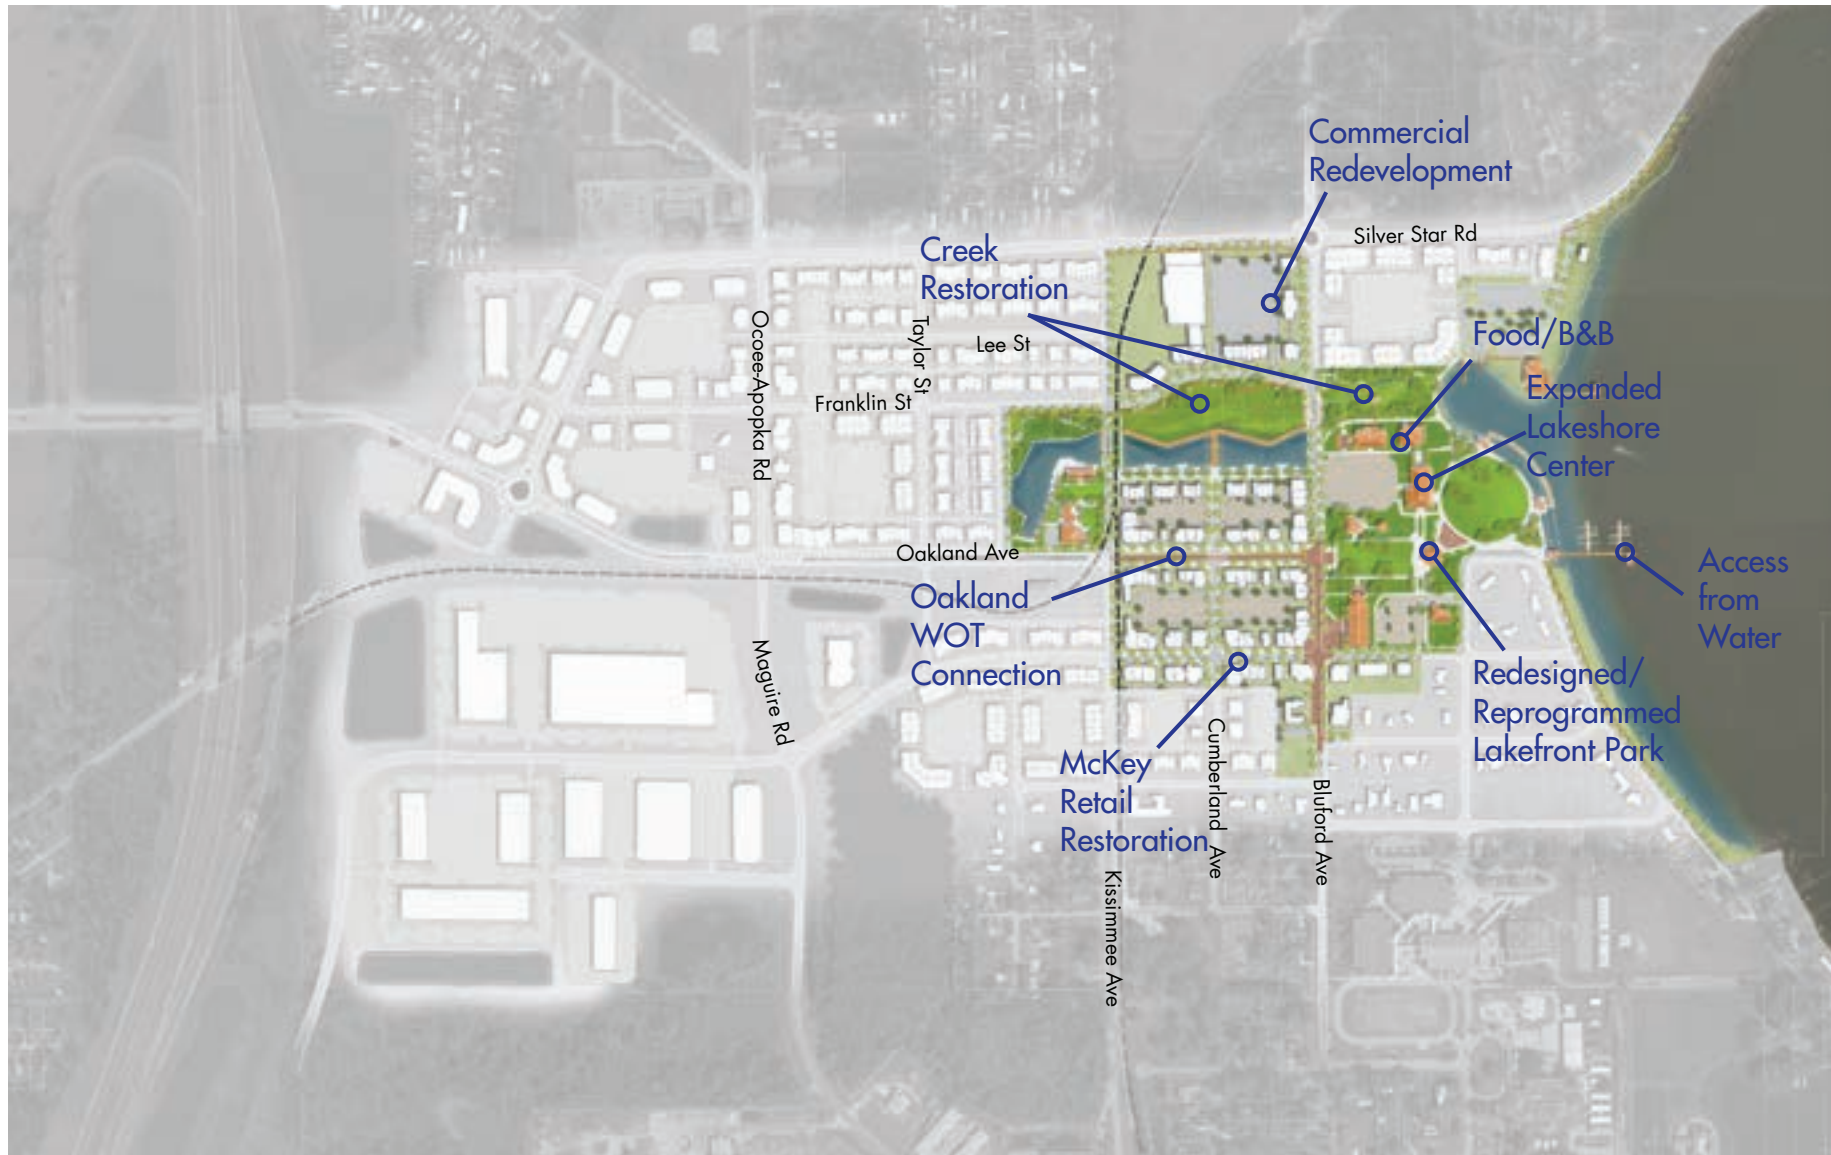 Commercial
Redevelopment
Silver Star Rd
Creek
Restoration
Ocoee-Apopka Rd
Taylor St
Lee St
Franklin St
Food/B&B
Expanded
Lakeshore
Center
Oakland Ave
Oakland
WOT
Connection
Access
from
Water
Maguire Rd
Redesigned/
Reprogrammed
Lakefront Park
McKey
Retail
Restoration
Cumberland Ave
Bluford Ave
Kissimmee Ave